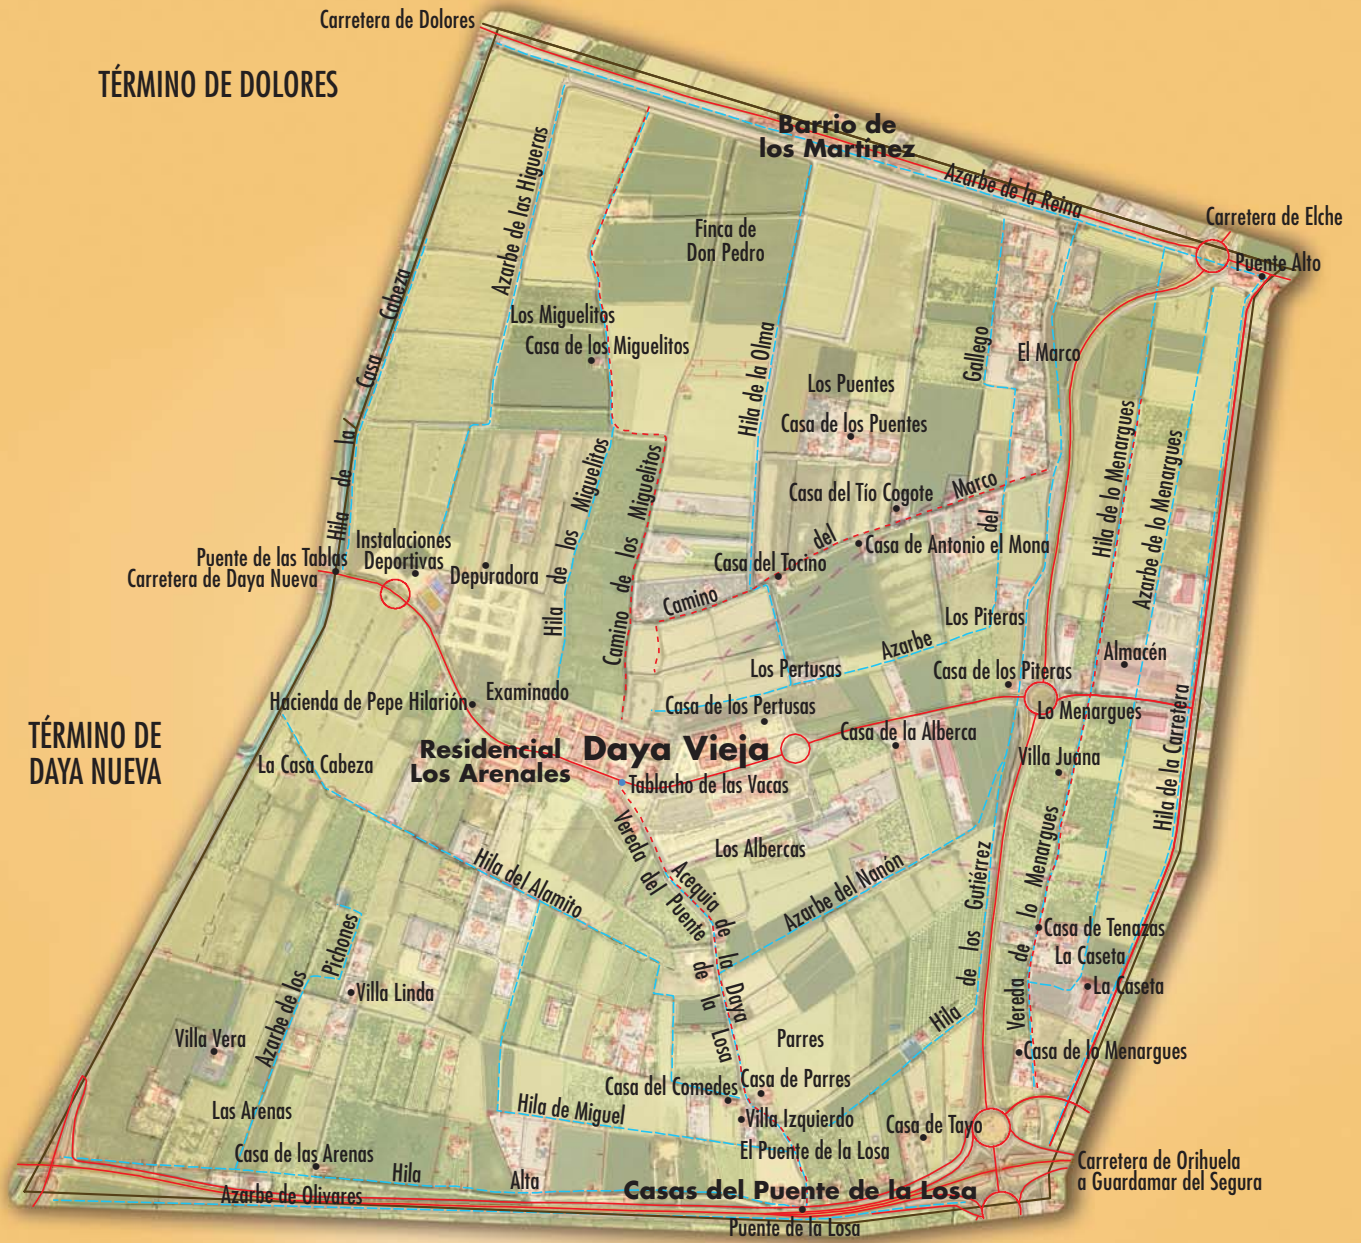 Carretera de Dolores
TÉRMINO DE DOLORES
Barrio de
los Martínez
Azarbe de la Reina
Carretera de Elche
Puente Alto
Azarbe de las Higueras
Finca de
Don Pedro
Hila de la Casa Cabeza
Los Miguelitos
Casa de los Miguelitos
Hila de la Olma
Gallego
El Marco
Los Puentes
Casa de los Puentes
Hila de lo Menargues
Azarbe de lo Menargues
Hila de los Miguelitos
Camino de los Miguelitos
Casa del Tío Cogote
Camino del Marco
Casa de Antonio el Mona
Casa del Tocino
Instalaciones
Deportivas
Puente de las Tablas
Carretera de Daya Nueva
Depuradora
Los Piteras
Azarbe del
Almacén
Los Pertusas
Casa de los Piteras
Examinado
Hacienda de Pepe Hilarión
Casa de los Pertusas
Lo Menargues
Hila de la Carretera
TÉRMINO DE
DAYA NUEVA
Residencial
Los Arenales
Daya Vieja
Casa de la Alberca
Villa Juana
La Casa Cabeza
Tablacho de las Vacas
Los Albercas
Vereda del Puente de la Losa
Acequia de la Daya
Hila del Alamito
Azarbe del Nanón
Hila de los Gutiérrez
Vereda de lo Menargues
Casa de Tenazas
La Caseta
La Caseta
Azarbe de los Pichones
Villa Linda
Villa Vera
Parres
Casa de lo Menargues
Casa del Comedes
Casa de Parres
Las Arenas
Hila de Miguel
Villa Izquierdo
Casa de Tayo
El Puente de la Losa
Casa de las Arenas
Hila Alta
Carretera de Orihuela
a Guardamar del Segura
Azarbe de Olivares
Casas del Puente de la Losa
Puente de la Losa